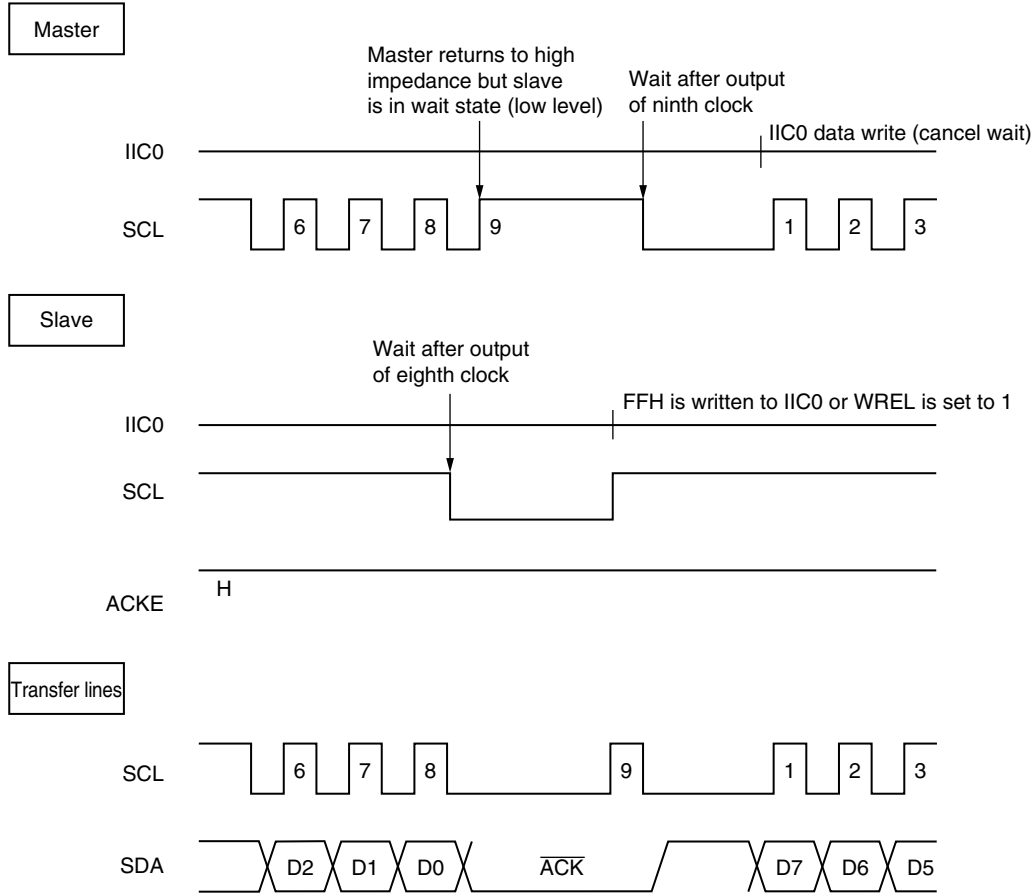 Master
Master returns to high
impedance but slave
is in wait state (low level)
Wait after output
of ninth clock
IIC0 data write (cancel wait)
IIC0
SCL
6 7 8 9 1 2 3
Slave
Wait after output
of eighth clock
FFH is written to IIC0 or WREL is set to 1
IIC0
SCL
H
ACKE
Transfer lines
SCL
6 7 8 9 1 2 3
SDA
D2 D1 D0 ACK D7 D6 D5